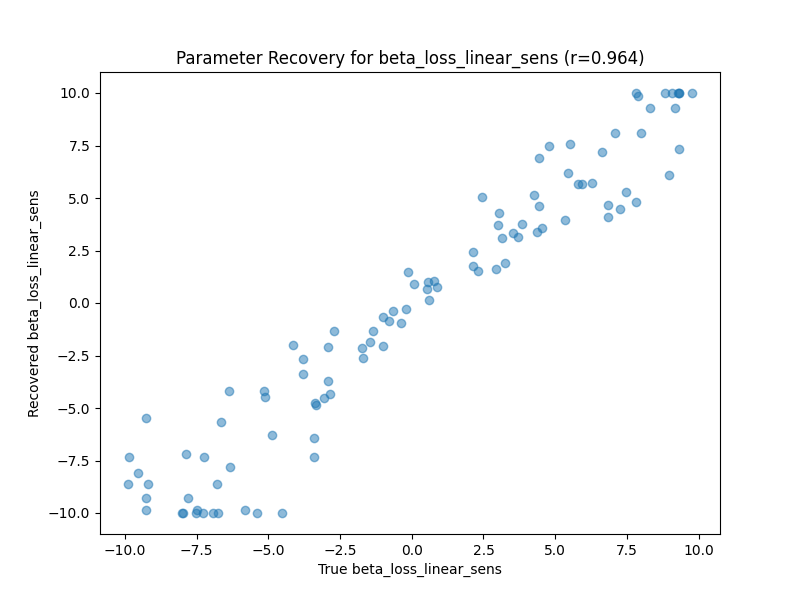 Parameter Recovery for beta_loss_linear_sens (r=0.964)
Recovered beta_loss_linear_sens
10.0
7.5
5.0
2.5
0.0
−2.5
−5.0
−7.5
−10.0
−10.0 −7.5 −5.0 −2.5 0.0 2.5 5.0 7.5 10.0
True beta_loss_linear_sens